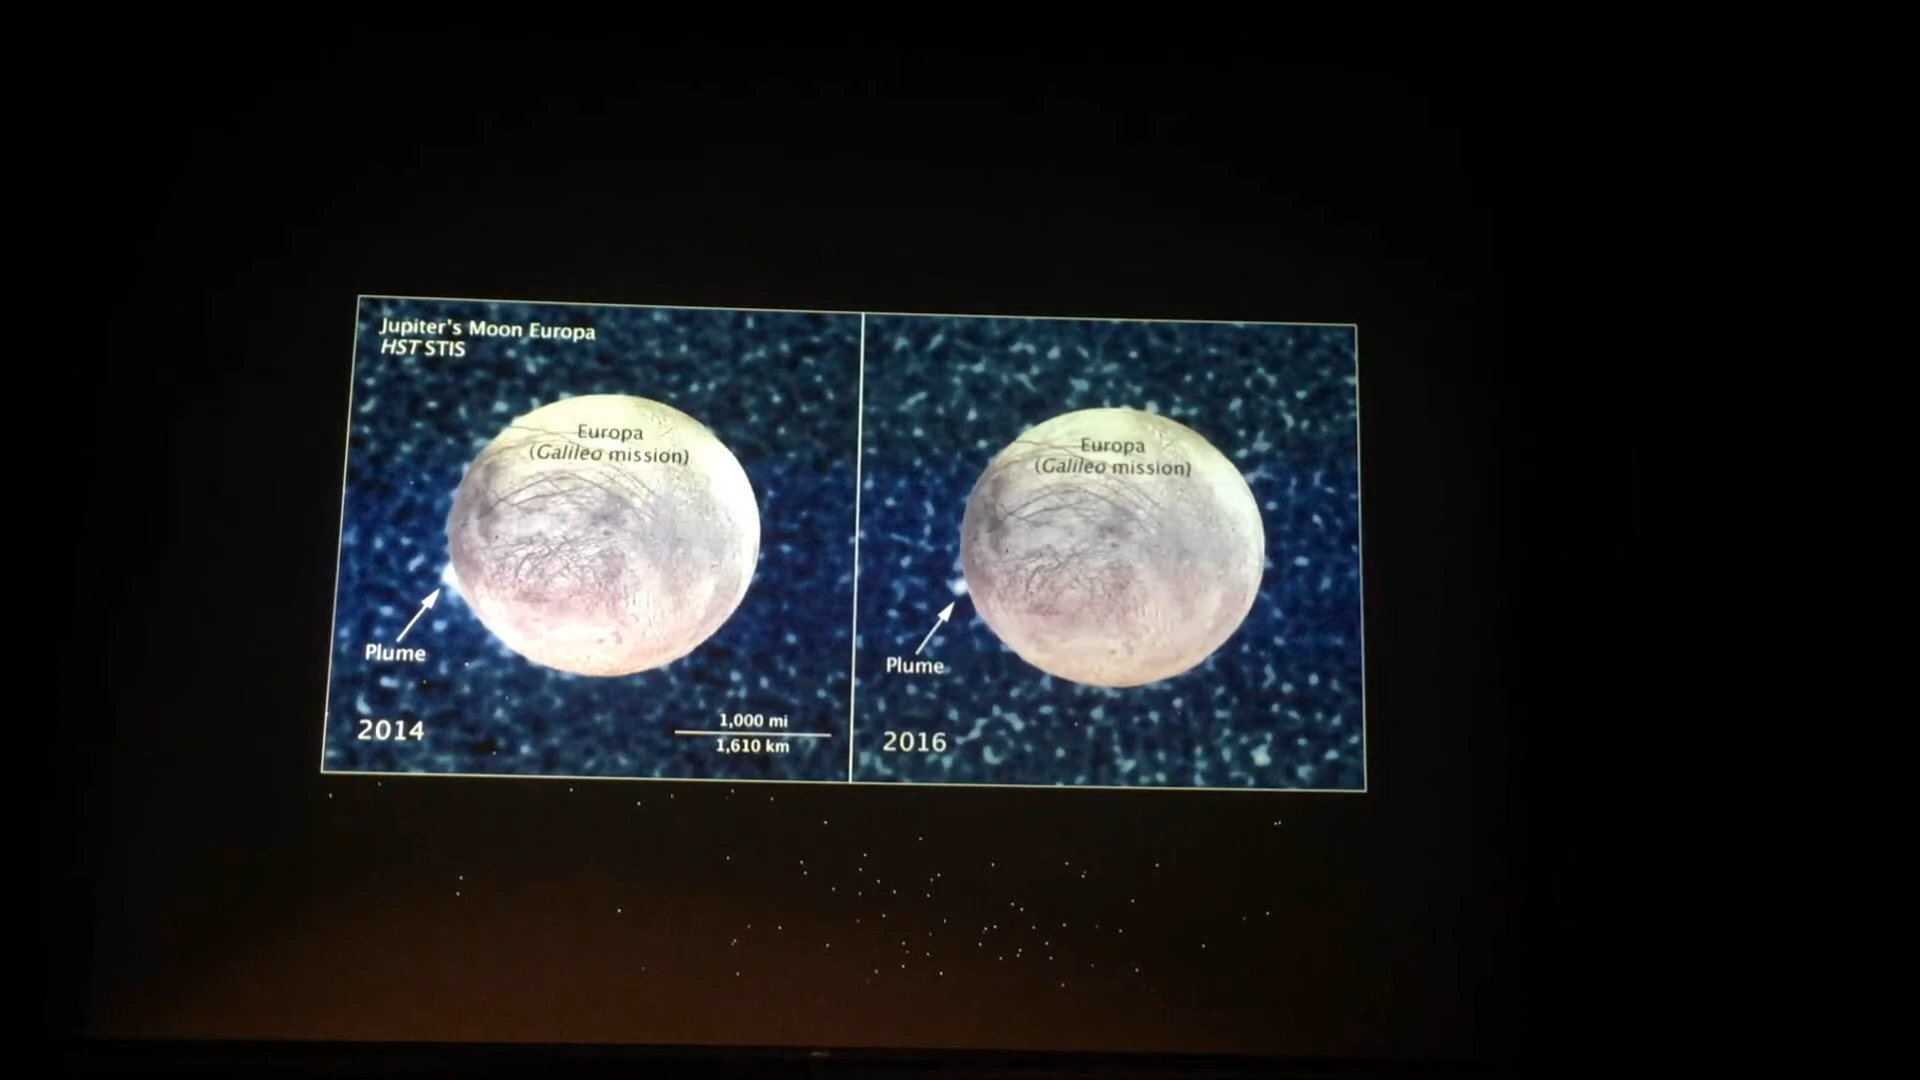 Jupiter's Moon Europa
HST STIS
Europa
(Galileo mission)
Plume
2014
1,000 mi
1,610 km
Europa
(Galileo mission)
Plume
2016